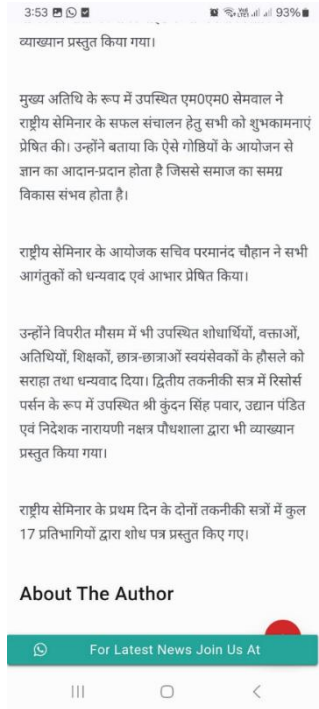 3:53 93%
व्याख्यान प्रस्तुत किया गया।
मुख्य अतिथि के रूप में उपस्थित एम0एम0 सेमवाल ने
राष्ट्रीय सेमिनार के सफल संचालन हेतु सभी को शुभकामनाएं
प्रेषित की। उन्होंने बताया कि ऐसे गोष्ठियों के आयोजन से
ज्ञान का आदान-प्रदान होता है जिससे समाज का समग्र
विकास संभव होता है।
राष्ट्रीय सेमिनार के आयोजक सचिव परमानंद चौहान ने सभी
आगंतुकों को धन्यवाद एवं आभार प्रेषित किया।
उन्होंने विपरीत मौसम में भी उपस्थित शोधार्थियों, वक्ताओं,
अतिथियों, शिक्षकों, छात्र-छात्राओं स्वयंसेवकों के हौसले को
सराहा तथा धन्यवाद दिया। द्वितीय तकनीकी सत्र में रिसोर्स
पर्सन के रूप में उपस्थित श्री कुंदन सिंह पवार, उद्यान पंडित
एवं निदेशक नारायणी नक्षत्र पौधशाला द्वारा भी व्याख्यान
प्रस्तुत किया गया।
राष्ट्रीय सेमिनार के प्रथम दिन के दोनों तकनीकी सत्रों में कुल
17 प्रतिभागियों द्वारा शोध पत्र प्रस्तुत किए गए।
About The Author
For Latest News Join Us At